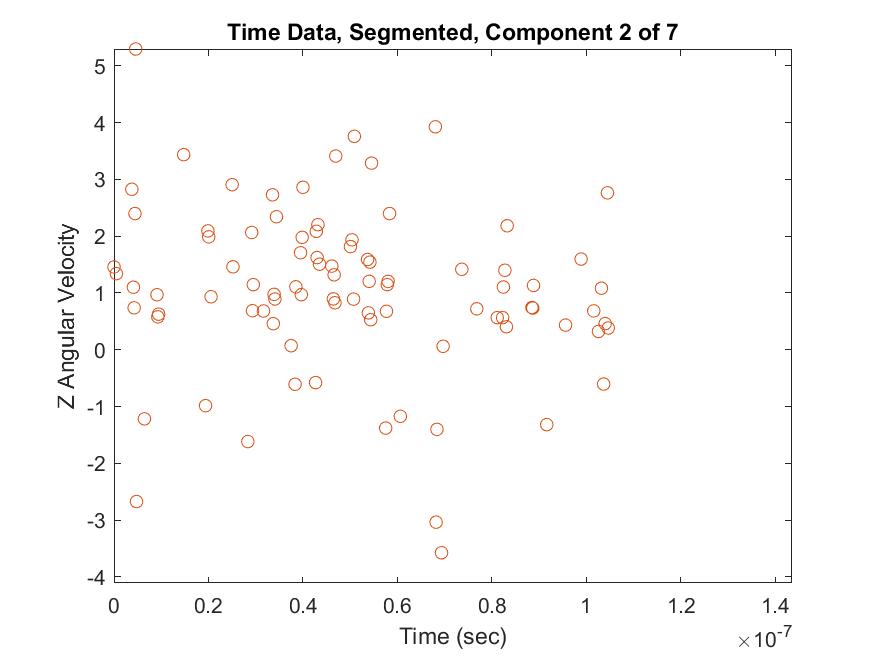 Time Data, Segmented, Component 2 of 7
5
4
3
2
1
0
-1
-2
-3
-4
Z Angular Velocity
0 0.2 0.4 0.6 0.8 1 1.2 1.4
Time (sec)
×10-7